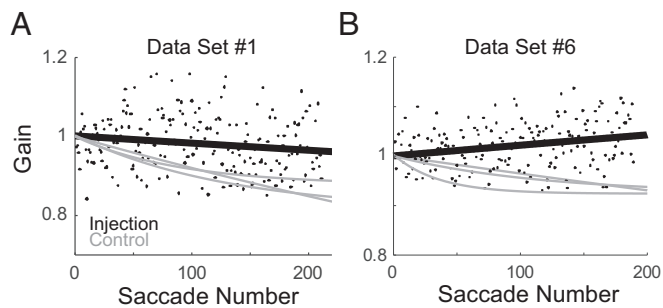 A
Data Set #1
1.2
1
0.8
Gain
Injection
Control
0 100 200
Saccade Number
B
Data Set #6
1.2
1
0.8
0 100 200
Saccade Number